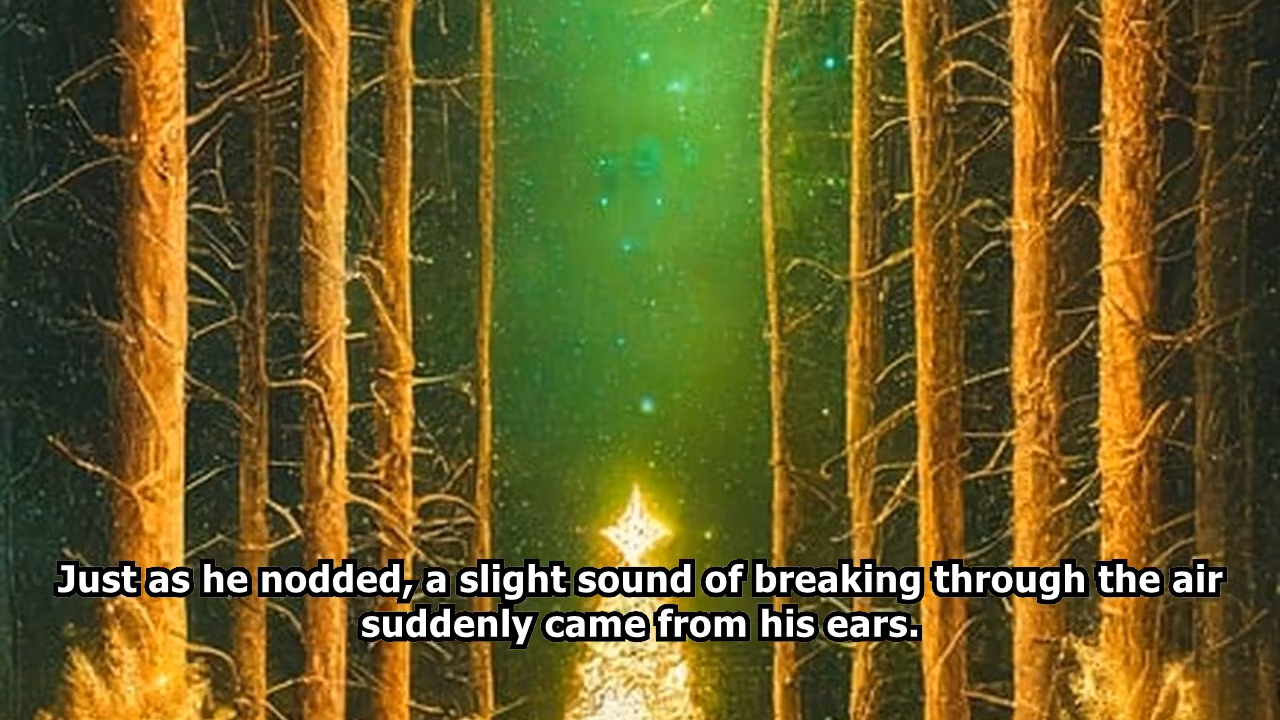 Just as he nodded, a slight sound of breaking through the air
suddenly came from his ears.